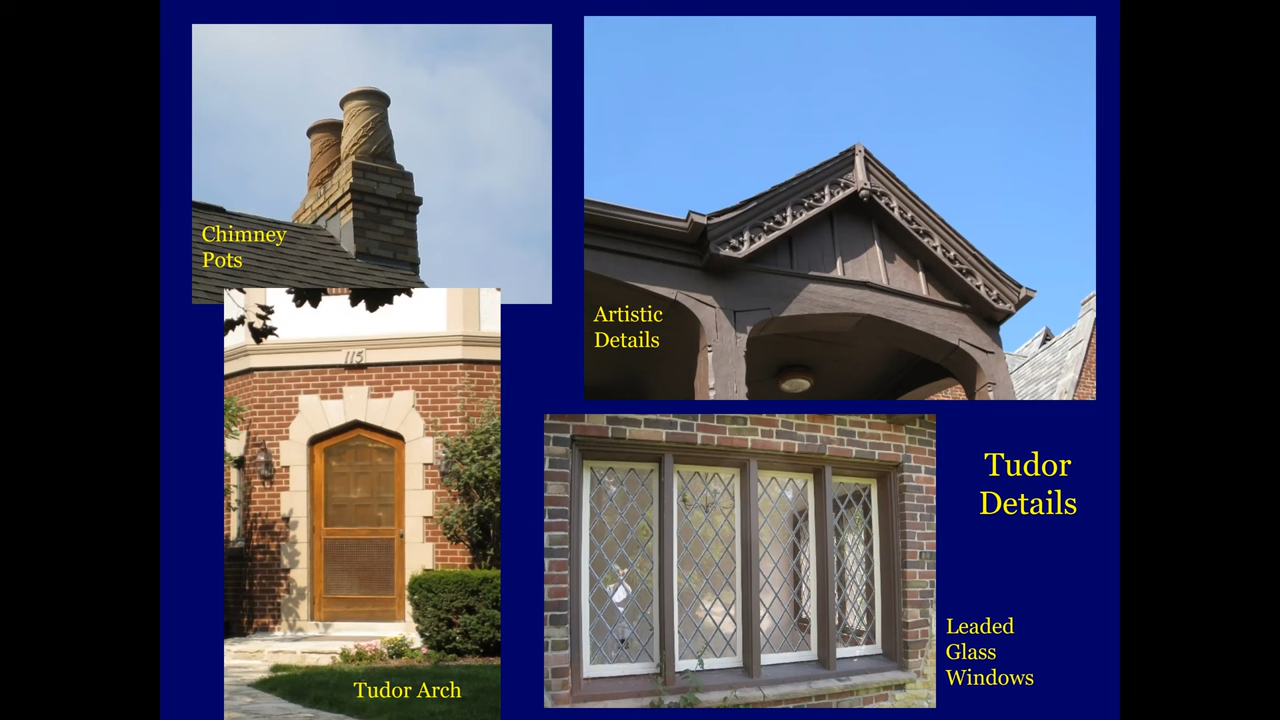 Chimney
Pots
Artistic
Details
115
Tudor
Details
Leaded
Glass
Windows
Tudor Arch